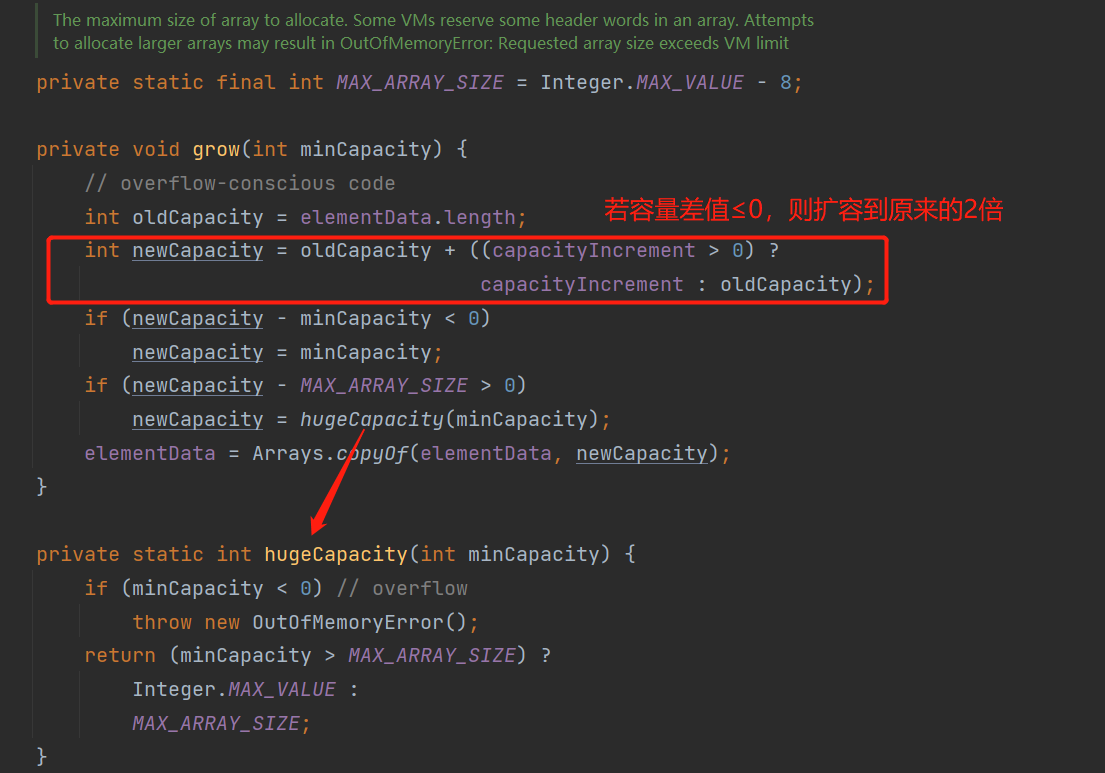 The maximum size of array to allocate. Some VMs reserve some header words in an array. Attempts
to allocate larger arrays may result in OutOfMemoryError: Requested array size exceeds VM limit
private static final int MAX_ARRAY_SIZE = Integer.MAX_VALUE - 8;
private void grow(int minCapacity) {
// overflow-conscious code
int oldCapacity = elementData.length;
若容量差值≤0，则扩容到原来的2倍
int newCapacity = oldCapacity + ((capacityIncrement > 0) ?
capacityIncrement : oldCapacity);
if (newCapacity - minCapacity < 0)
newCapacity = minCapacity;
if (newCapacity - MAX_ARRAY_SIZE > 0)
newCapacity = hugeCapacity(minCapacity);
elementData = Arrays.copyOf(elementData, newCapacity);
}
private static int hugeCapacity(int minCapacity) {
if (minCapacity < 0) // overflow
throw new OutOfMemoryError();
return (minCapacity > MAX_ARRAY_SIZE) ?
Integer.MAX_VALUE :
MAX_ARRAY_SIZE;
}